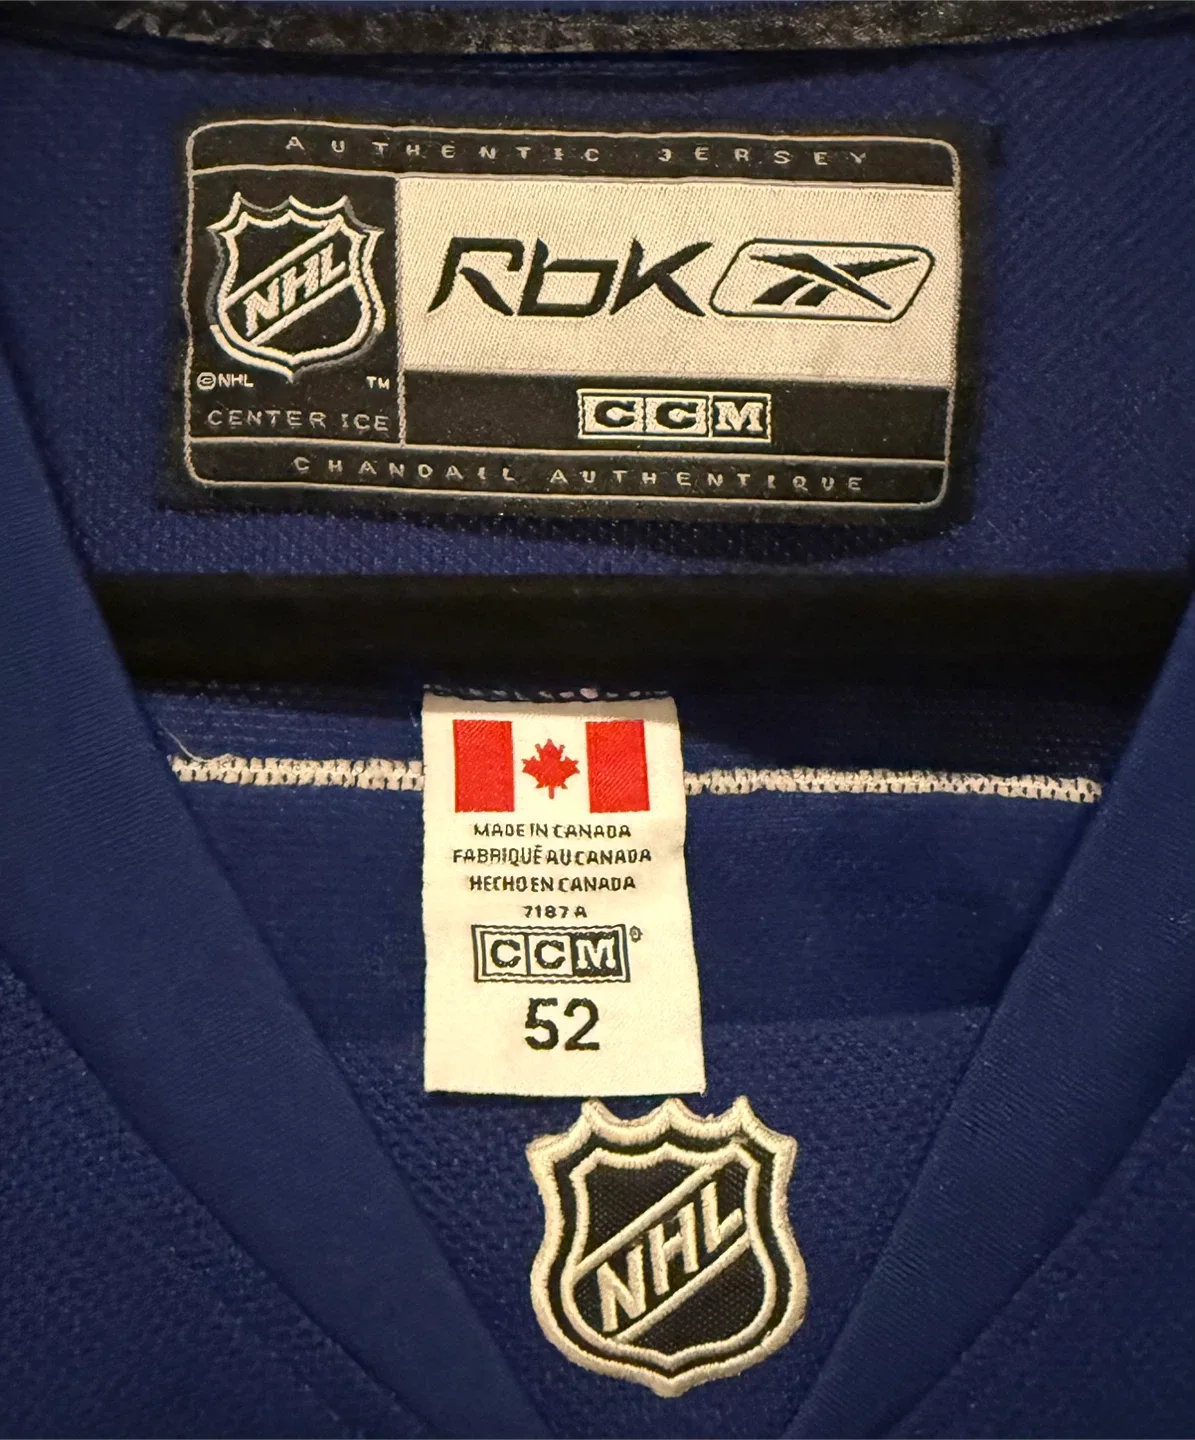 AUTHENTIC JERSEY
NHL
RbK
©NHL TM
CENTER ICE
CCM
CHANDAIL AUTHENTIQUE
MADE IN CANADA
FABRIQUÉ AU CANADA
HECHO EN CANADA
7187 A
CCM®
52
NHL